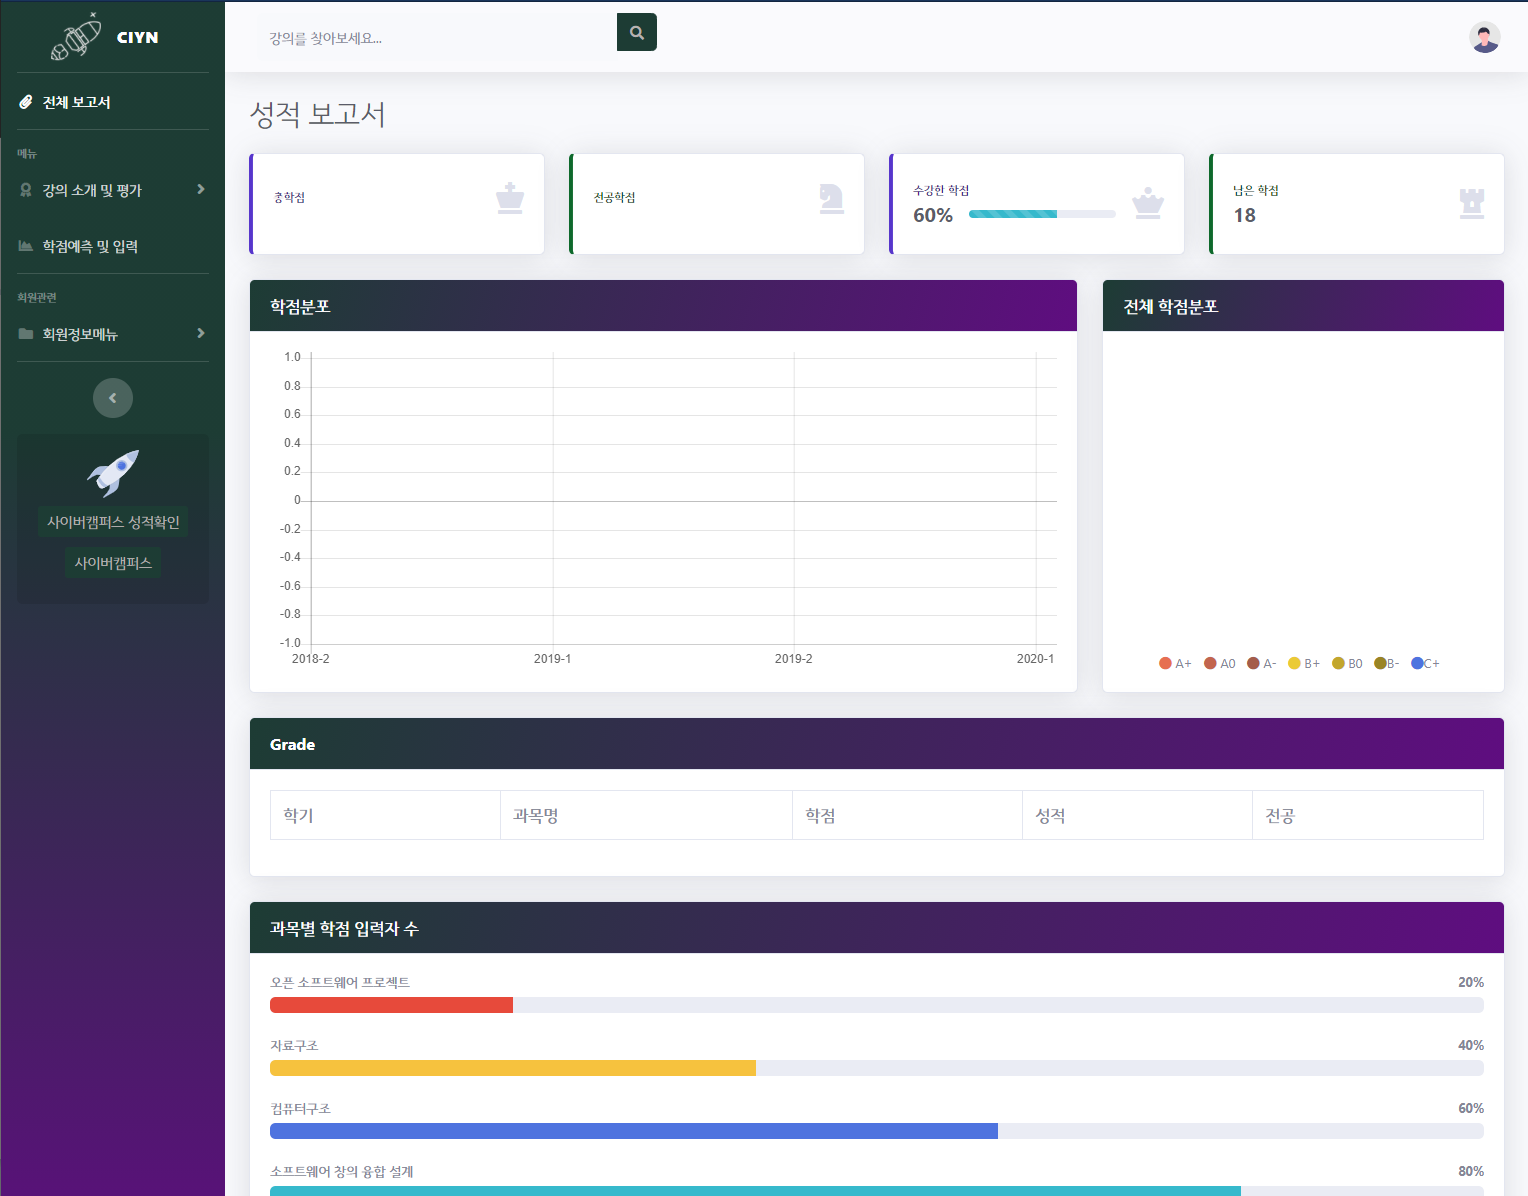 CIYN
강의를 찾아보세요...
전체 보고서
메뉴
강의 소개 및 평가
학점예측 및 입력
회원관련
회원정보메뉴
사이버캠퍼스 성적확인
사이버캠퍼스
성적 보고서
총학점
전공학점
수강한 학점
60%
남은 학점
18
학점분포
1.0
0.8
0.6
0.4
0.2
0
-0.2
-0.4
-0.6
-0.8
-1.0
2018-2 2019-1 2019-2 2020-1
전체 학점분포
A+ A0 A- B+ B0 B- C+
Grade
학기 과목명 학점 성적 전공
과목별 학점 입력자 수
오픈 소프트웨어 프로젝트 20%
자료구조 40%
컴퓨터구조 60%
소프트웨어 창의 융합 설계 80%